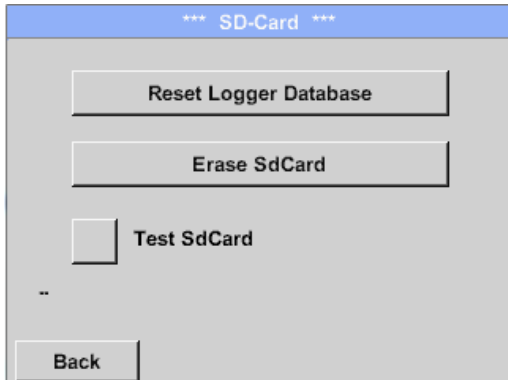 *** SD-Card ***
Reset Logger Database
Erase SdCard
Test SdCard
--
Back